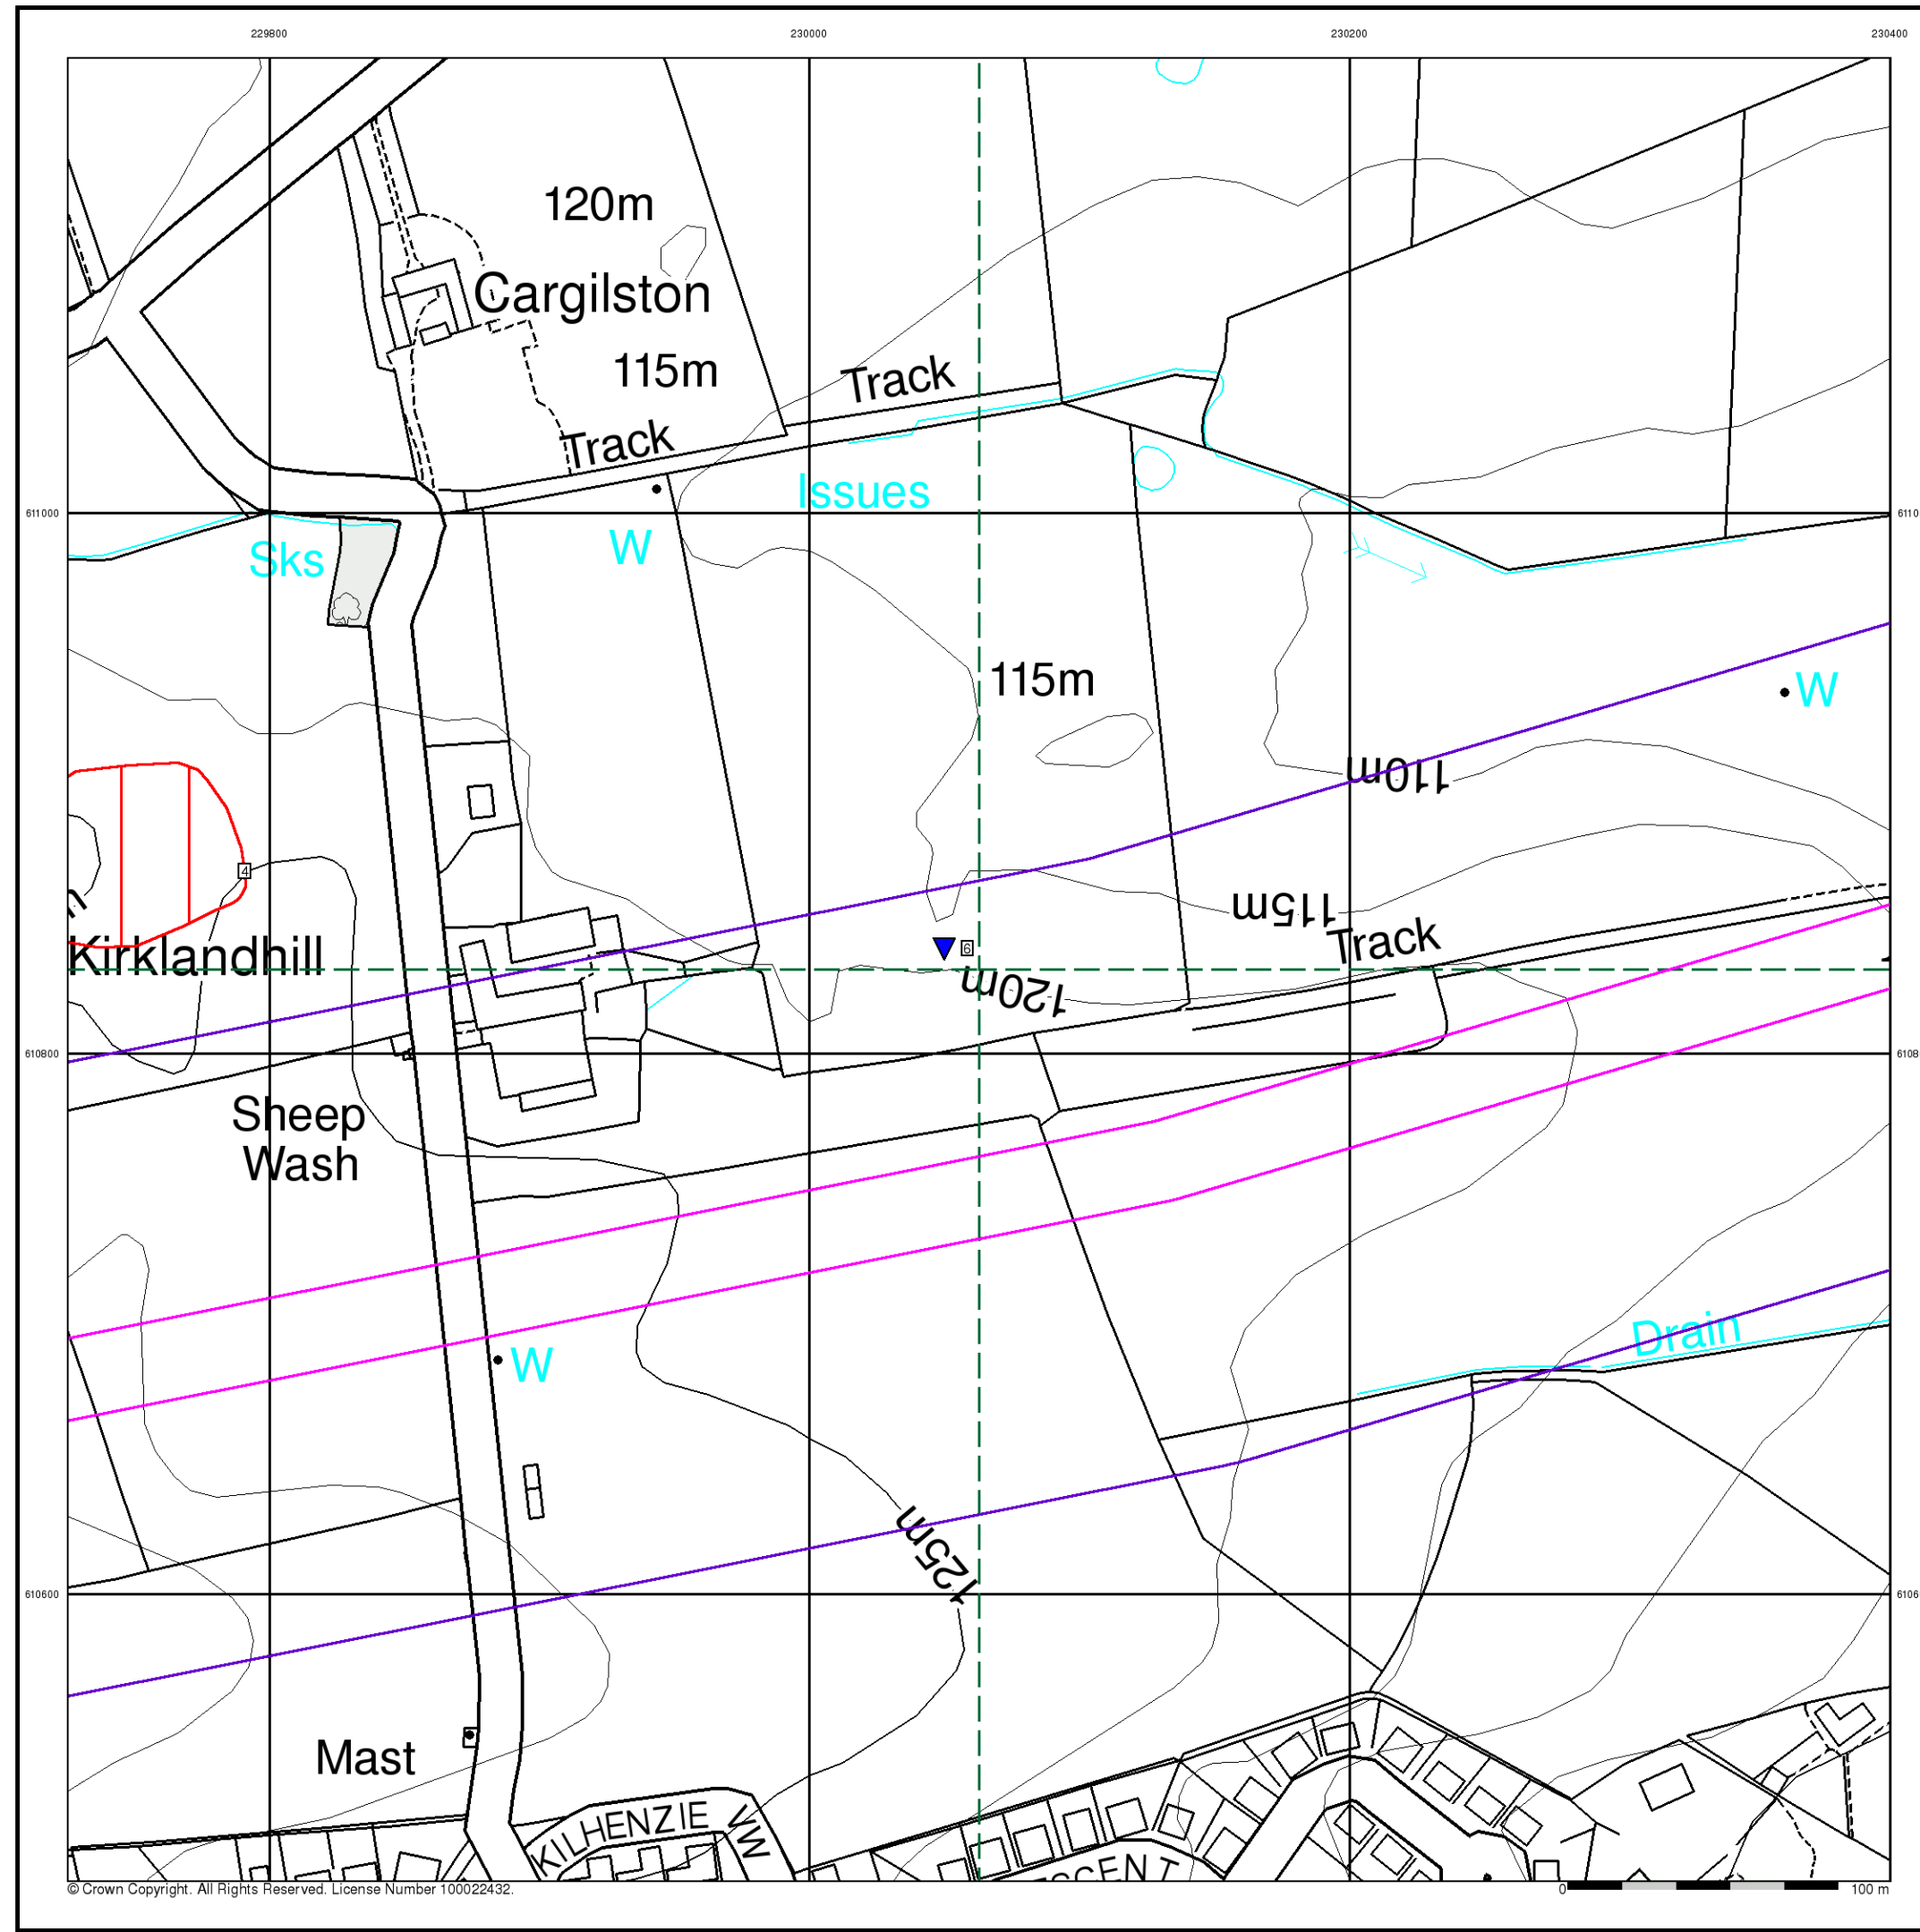 229800 230000 230200 230400
120m
Cargilston
115m
Track
Track
Issues
611000
Sks
W
115m
W
110m
4
115m
Track
Kirklandhill
6
120m
610800
Sheep
Wash
Drain
W
125m
610600
Mast
KILHENZIE VW
© Crown Copyright. All Rights Reserved. License Number 100022432.
0 100 m